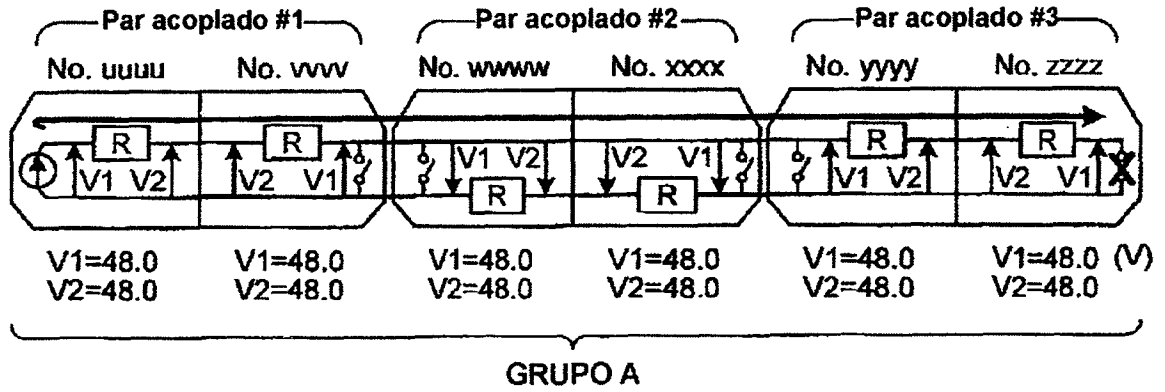 Par acoplado #1 Par acoplado #2 Par acoplado #3
No. uuuu No. vvvv No. wwww No. xxxx No. yyyy No. zzzz
R R V1 V2 V2 V1 R R
V1 V2 V2 V1 R R V1 V2 V2 V1
V1=48.0 V1=48.0 V1=48.0 V1=48.0 V1=48.0 V1=48.0 (V)
V2=48.0 V2=48.0 V2=48.0 V2=48.0 V2=48.0 V2=48.0
GRUPO A